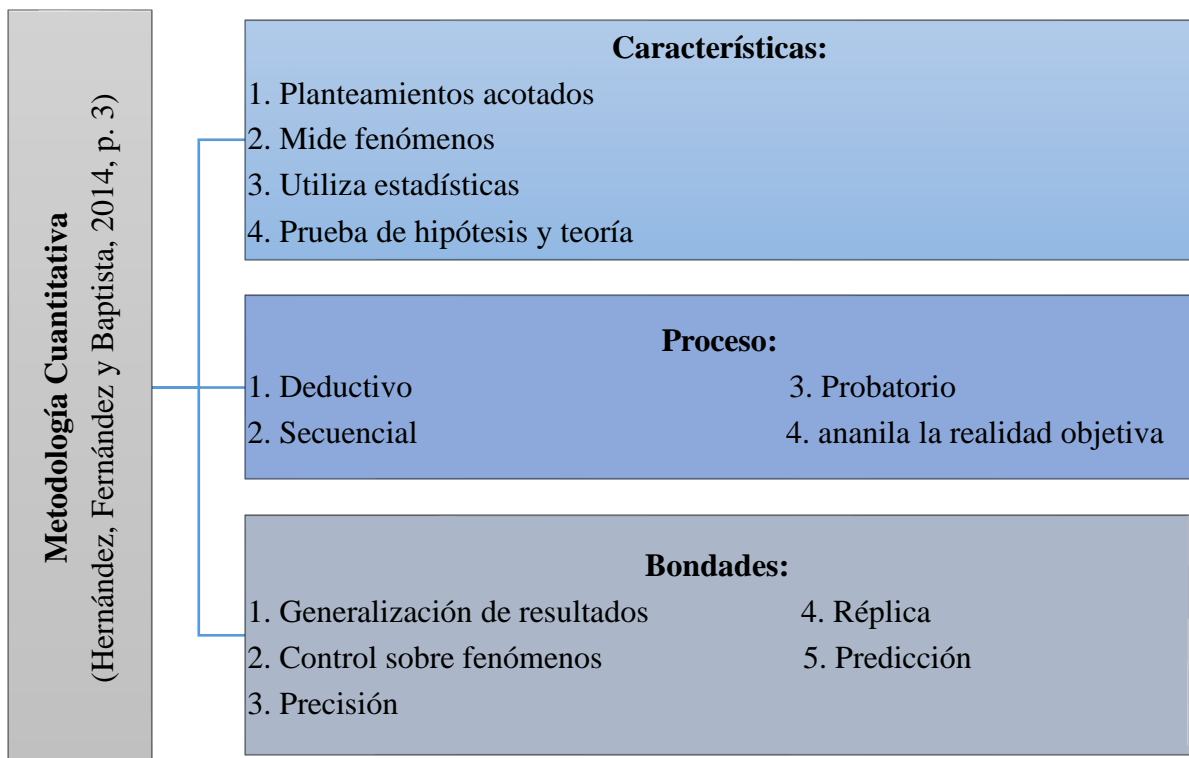 Metodología Cuantitativa
(Hernández, Fernández y Baptista, 2014, p. 3)
Características:
1. Planteamientos acotados
2. Mide fenómenos
3. Utiliza estadísticas
4. Prueba de hipótesis y teoría
Proceso:
1. Deductivo
2. Secuencial
3. Probatorio
4. ananila la realidad objetiva
Bondades:
1. Generalización de resultados
2. Control sobre fenómenos
3. Precisión
4. Réplica
5. Predicción